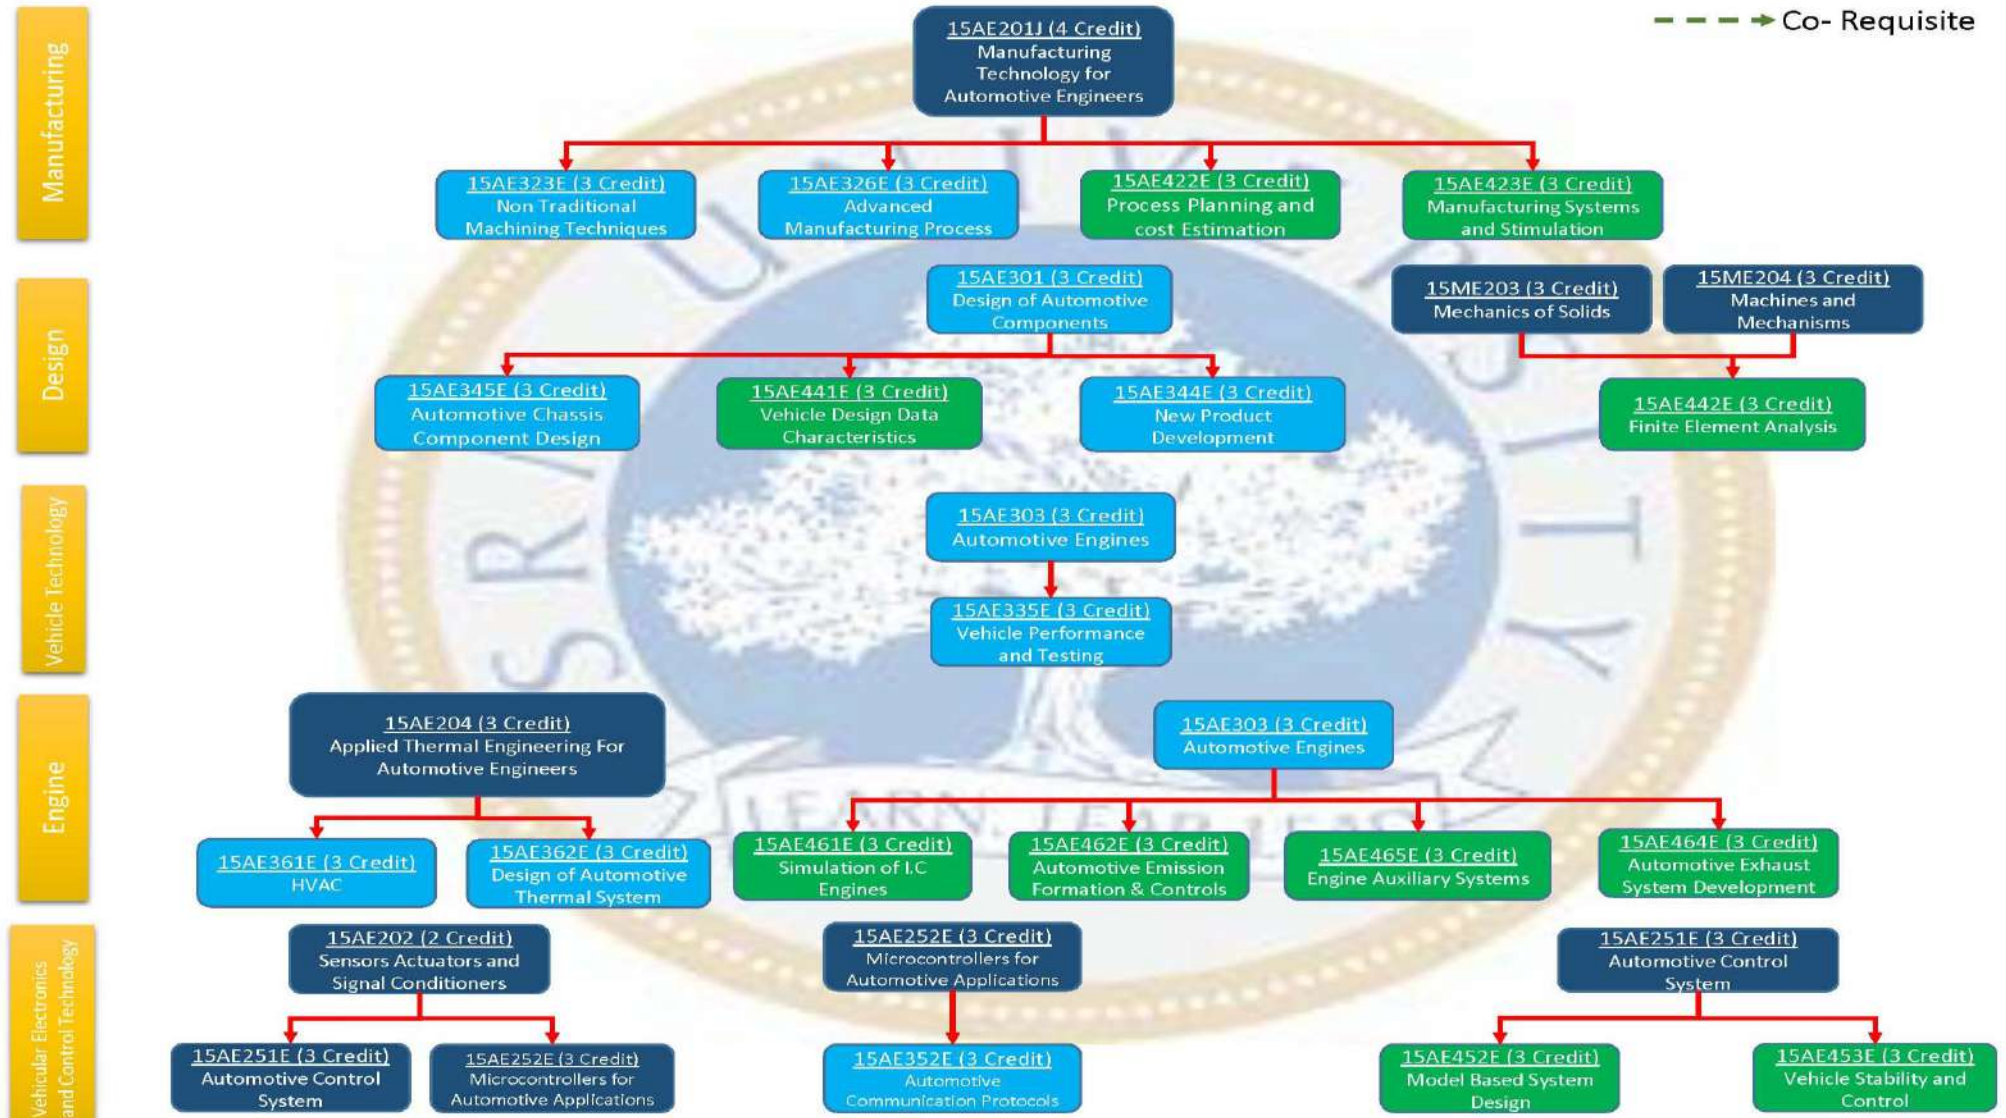 Co- Requisite
Manufacturing
15AE201J (4 Credit)
Manufacturing
Technology for
Automotive Engineers
15AE323E (3 Credit)
Non Traditional
Machining Techniques
15AE326E (3 Credit)
Advanced
Manufacturing Process
15AE422E (3 Credit)
Process Planning and
cost Estimation
15AE423E (3 Credit)
Manufacturing Systems
and Stimulation
Design
15AE301 (3 Credit)
Design of Automotive
Components
15ME203 (3 Credit)
Mechanics of Solids
15ME204 (3 Credit)
Machines and
Mechanisms
15AE345E (3 Credit)
Automotive Chassis
Component Design
15AE441E (3 Credit)
Vehicle Design Data
Characteristics
15AE344E (3 Credit)
New Product
Development
15AE442E (3 Credit)
Finite Element Analysis
Vehicle Technology
15AE303 (3 Credit)
Automotive Engines
15AE335E (3 Credit)
Vehicle Performance
and Testing
Engine
15AE204 (3 Credit)
Applied Thermal Engineering For
Automotive Engineers
15AE303 (3 Credit)
Automotive Engines
15AE361E (3 Credit)
HVAC
15AE362E (3 Credit)
Design of Automotive
Thermal System
15AE461E (3 Credit)
Simulation of I.C
Engines
15AE462E (3 Credit)
Automotive Emission
Formation & Controls
15AE465E (3 Credit)
Engine Auxiliary Systems
15AE464E (3 Credit)
Automotive Exhaust
System Development
Vehicular Electronics
and Control Technology
15AE202 (2 Credit)
Sensors Actuators and
Signal Conditioners
15AE252E (3 Credit)
Microcontrollers for
Automotive Applications
15AE251E (3 Credit)
Automotive Control
System
15AE251E (3 Credit)
Automotive Control
System
15AE252E (3 Credit)
Microcontrollers for
Automotive Applications
15AE352E (3 Credit)
Automotive
Communication Protocols
15AE452E (3 Credit)
Model Based System
Design
15AE453E (3 Credit)
Vehicle Stability and
Control
SRM UNIVERSITY
LEARN. LEAP. LEAD